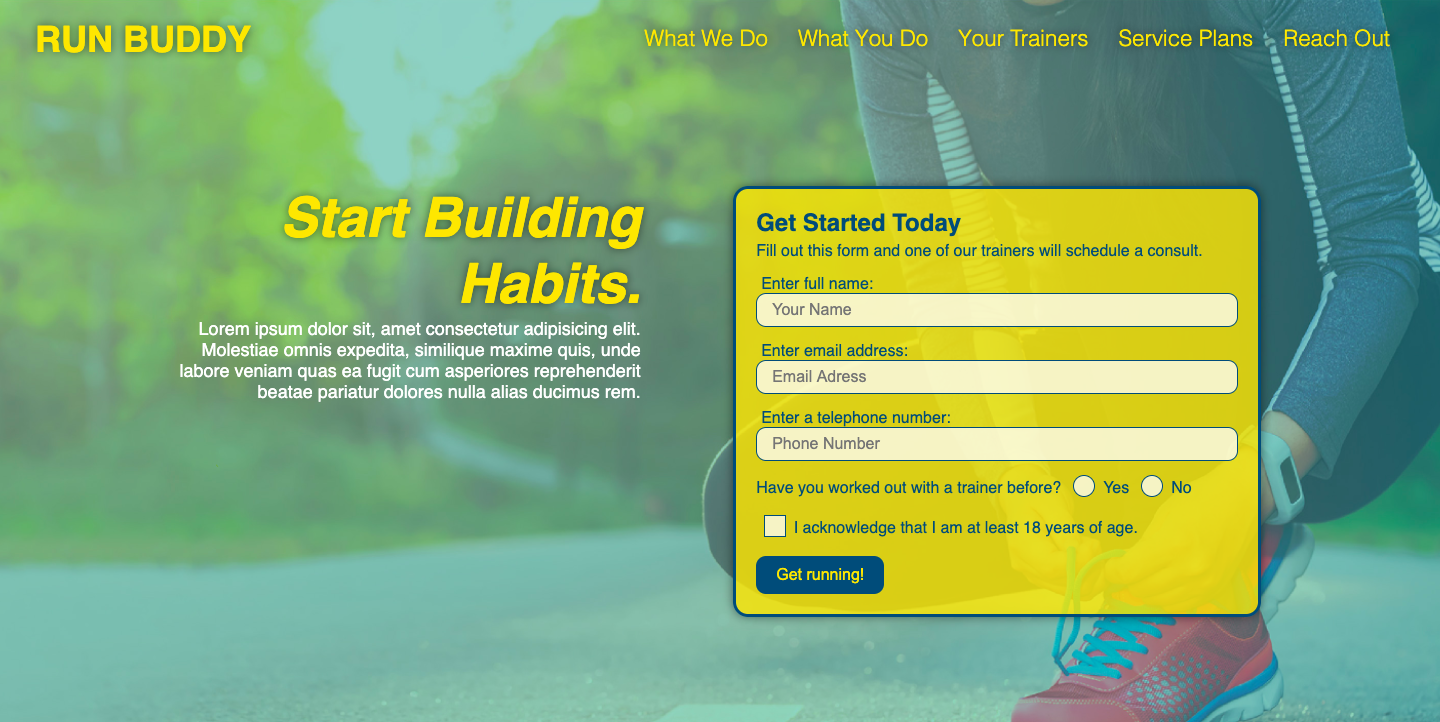 RUN BUDDY
What We Do What You Do Your Trainers Service Plans Reach Out
Start Building
Habits.
Lorem ipsum dolor sit, amet consectetur adipisicing elit.
Molestiae omnis expedita, similique maxime quis, unde
labore veniam quas ea fugit cum asperiores reprehenderit
beatae pariatur dolores nulla alias ducimus rem.
Get Started Today
Fill out this form and one of our trainers will schedule a consult.
Enter full name:
Your Name
Enter email address:
Email Adress
Enter a telephone number:
Phone Number
Have you worked out with a trainer before? Yes No
I acknowledge that I am at least 18 years of age.
Get running!